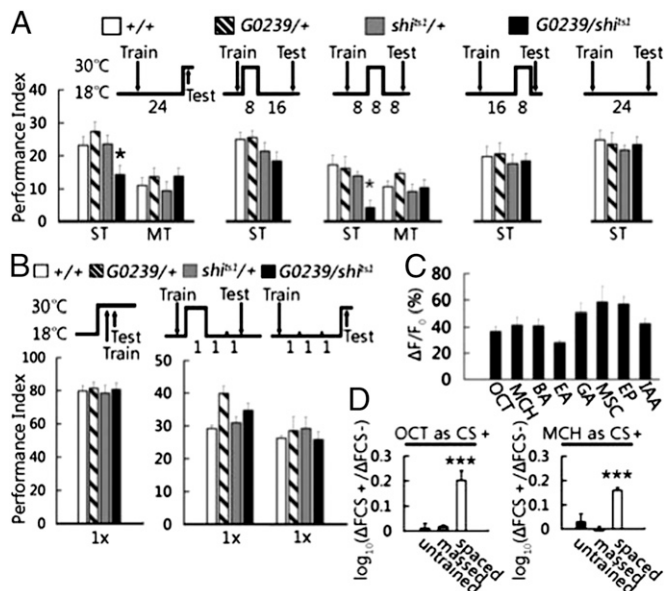 A +/+ G0239/+ shi^ts1/+ G0239/shi^ts1
Train Test Train Test Train Test Train Test
30°C
18°C
24 Test 8 16 8 8 8 16 8 24
Performance Index
40
30
20
10
0
ST MT ST ST MT ST ST
B +/+ G0239/+ shi^ts1/+ G0239/shi^ts1
30°C
18°C
Test
Train
Train Test Train
1 1 1 1 1 1 Test
Performance Index
100
80
60
40
20
0
50
40
30
20
10
0
1x 1x 1x
C
ΔF/F₀ (%)
80
60
40
20
0
OCT MCH BA EA GA MSC EP IAA
D
OCT as CS + MCH as CS+
log₁₀(ΔFCS +/ΔFCS-)
0.3
0.2
0.1
0
***
untrained massed spaced
log₁₀(ΔFCS +/ΔFCS-)
0.3
0.2
0.1
0
***
untrained massed spaced